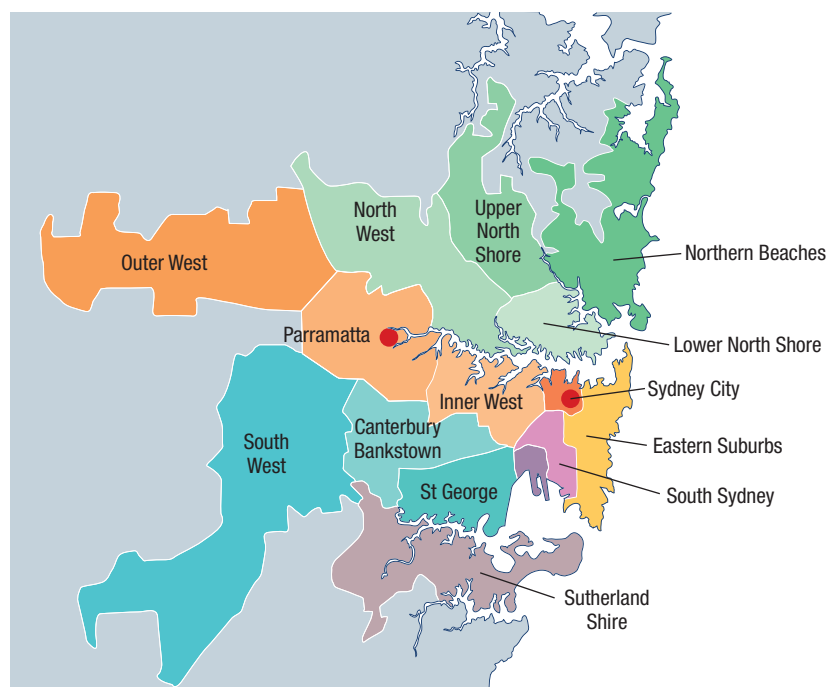 North
West
Upper
North
Shore
Outer West
Northern Beaches
Parramatta
Lower North Shore
Sydney City
Inner West
Canterbury
Bankstown
South
West
Eastern Suburbs
St George
South Sydney
Sutherland
Shire